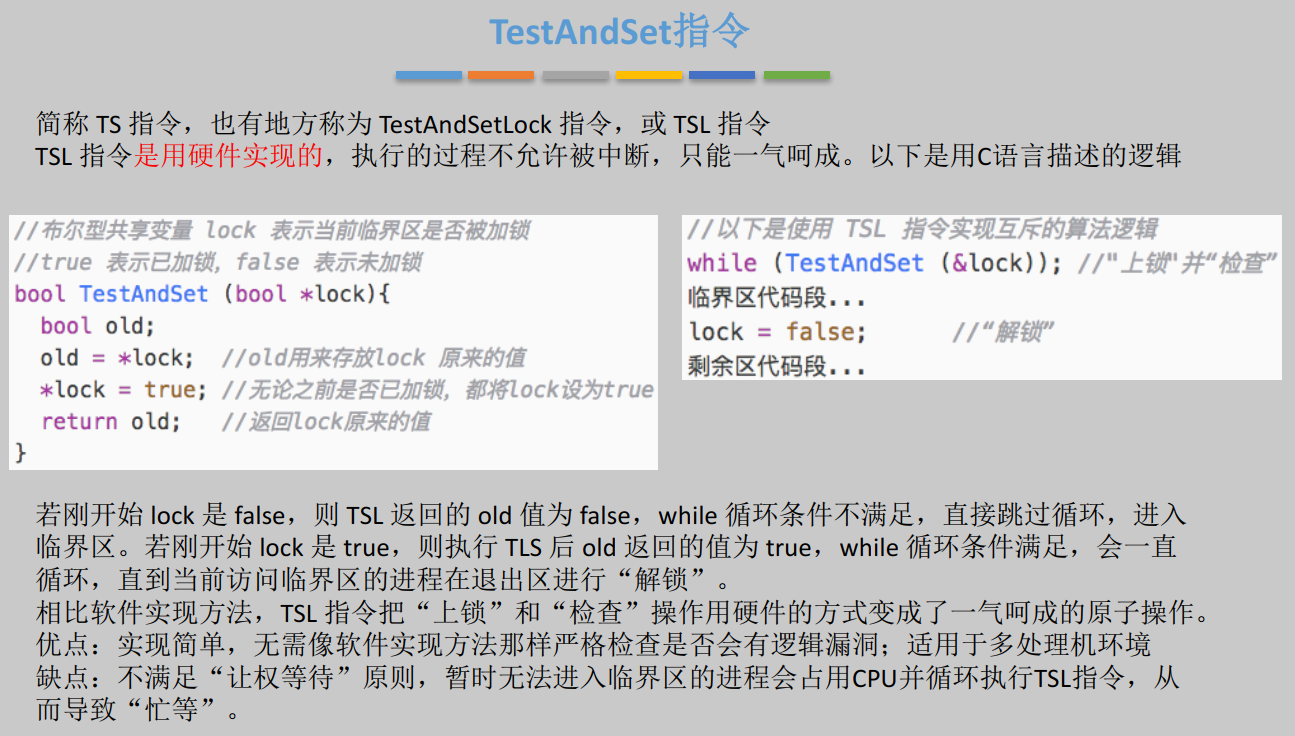 TestAndSet指令
简称 TS 指令，也有地方称为 TestAndSetLock 指令，或 TSL 指令
TSL 指令是用硬件实现的，执行的过程不允许被中断，只能一气呵成。以下是用C语言描述的逻辑
//布尔型共享变量 lock 表示当前临界区是否被加锁
//true 表示已加锁，false 表示未加锁
bool TestAndSet (bool *lock){
  bool old;
  old = *lock;  //old用来存放lock 原来的值
  *lock = true; //无论之前是否已加锁，都将lock设为true
  return old;   //返回lock原来的值
}
//以下是使用 TSL 指令实现互斥的算法逻辑
while (TestAndSet (&lock)); //"上锁"并“检查”
临界区代码段...
lock = false;       //“解锁”
剩余区代码段...
若刚开始 lock 是 false，则 TSL 返回的 old 值为 false，while 循环条件不满足，直接跳过循环，进入
临界区。若刚开始 lock 是 true，则执行 TLS 后 old 返回的值为 true，while 循环条件满足，会一直
循环，直到当前访问临界区的进程在退出区进行“解锁”。
相比软件实现方法，TSL 指令把“上锁”和“检查”操作用硬件的方式变成了一气呵成的原子操作。
优点：实现简单，无需像软件实现方法那样严格检查是否会有逻辑漏洞；适用于多处理机环境
缺点：不满足“让权等待”原则，暂时无法进入临界区的进程会占用CPU并循环执行TSL指令，从
而导致“忙等”。